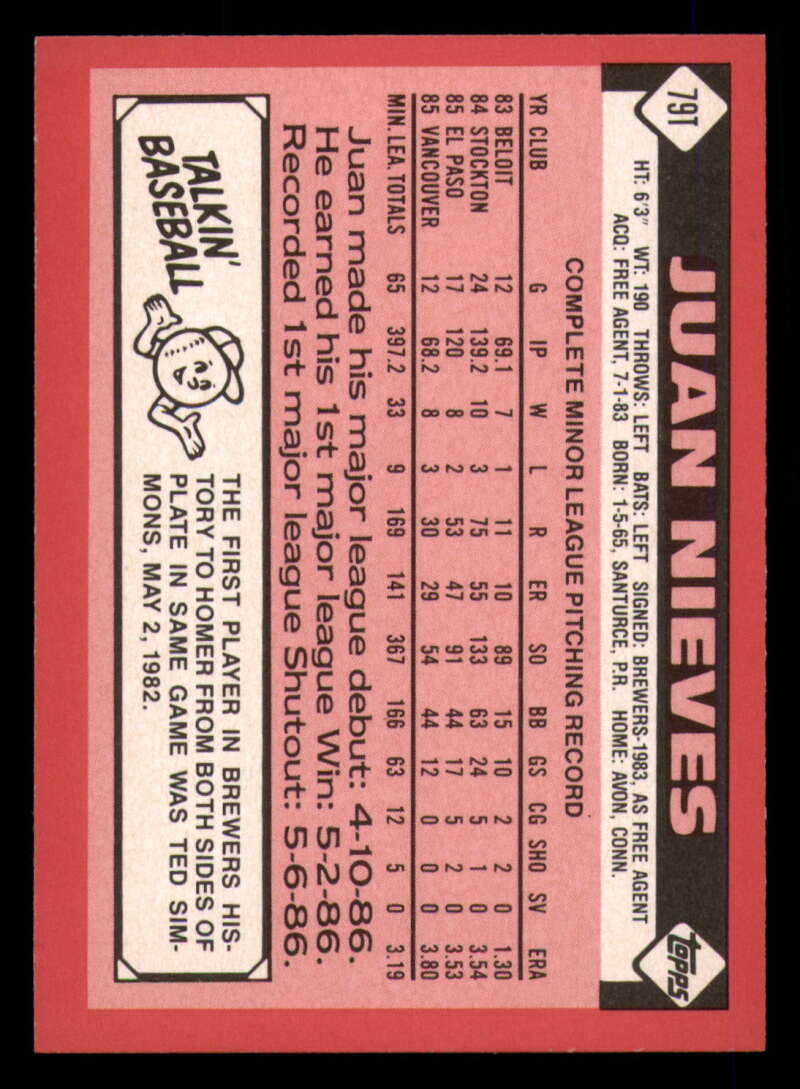 79T
JUAN NIEVES
topps
HT: 6'3" WT: 190 THROWS: LEFT BATS: LEFT SIGNED: BREWERS-1983, AS FREE AGENT
ACQ: FREE AGENT, 7-1-83 BORN: 1-5-65, SANTURCE, P.R. HOME: AVON, CONN.
COMPLETE MINOR LEAGUE PITCHING RECORD
YR CLUB G IP W L R ER SO BB GS CG SHO SV ERA
83 BELOIT 12 69.1 7 1 11 10 89 15 10 2 2 0 1.30
84 STOCKTON 24 139.2 10 3 75 55 133 63 24 5 1 0 3.54
85 EL PASO 17 120 8 2 53 47 91 44 17 5 2 0 3.53
85 VANCOUVER 12 68.2 8 3 30 29 54 44 12 0 0 0 3.80
MIN. LEA. TOTALS 65 397.2 33 9 169 141 367 166 63 12 5 0 3.19
Juan made his major league debut: 4-10-86.
He earned his 1st major league Win: 5-2-86.
Recorded 1st major league Shutout: 5-6-86.
TALKIN'
BASEBALL
THE FIRST PLAYER IN BREWERS HIS-
TORY TO HOMER FROM BOTH SIDES OF
PLATE IN SAME GAME WAS TED SIM-
MONS, MAY 2, 1982.